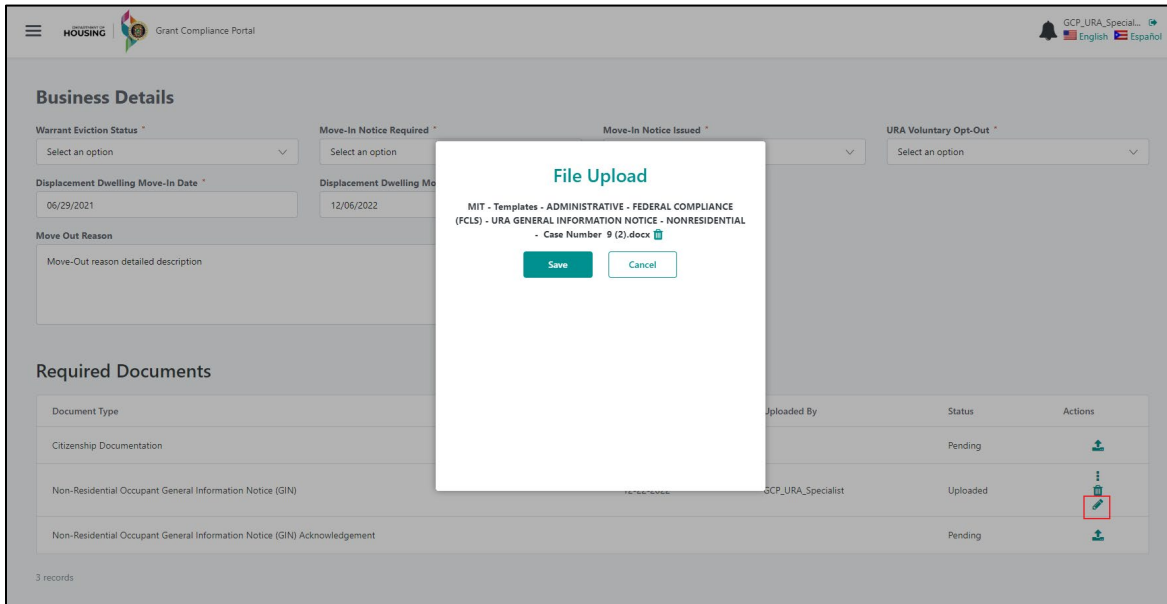 DEPARTMENT OF
HOUSING
Grant Compliance Portal
GCP_URA_Special...
English Español
Business Details
Warrant Eviction Status * Move-In Notice Required * Move-In Notice Issued * URA Voluntary Opt-Out *
Select an option Select an option Select an option
Displacement Dwelling Move-In Date * Displacement Dwelling Mo
06/29/2021 12/06/2022
Move Out Reason
Move-Out reason detailed description
File Upload
MIT - Templates - ADMINISTRATIVE - FEDERAL COMPLIANCE
(FCLS) - URA GENERAL INFORMATION NOTICE - NONRESIDENTIAL
- Case Number 9 (2).docx
Save Cancel
Required Documents
Document Type Uploaded By Status Actions
Citizenship Documentation Pending
Non-Residential Occupant General Information Notice (GIN) 12-22-2022 GCP_URA_Specialist Uploaded
Non-Residential Occupant General Information Notice (GIN) Acknowledgement Pending
3 records